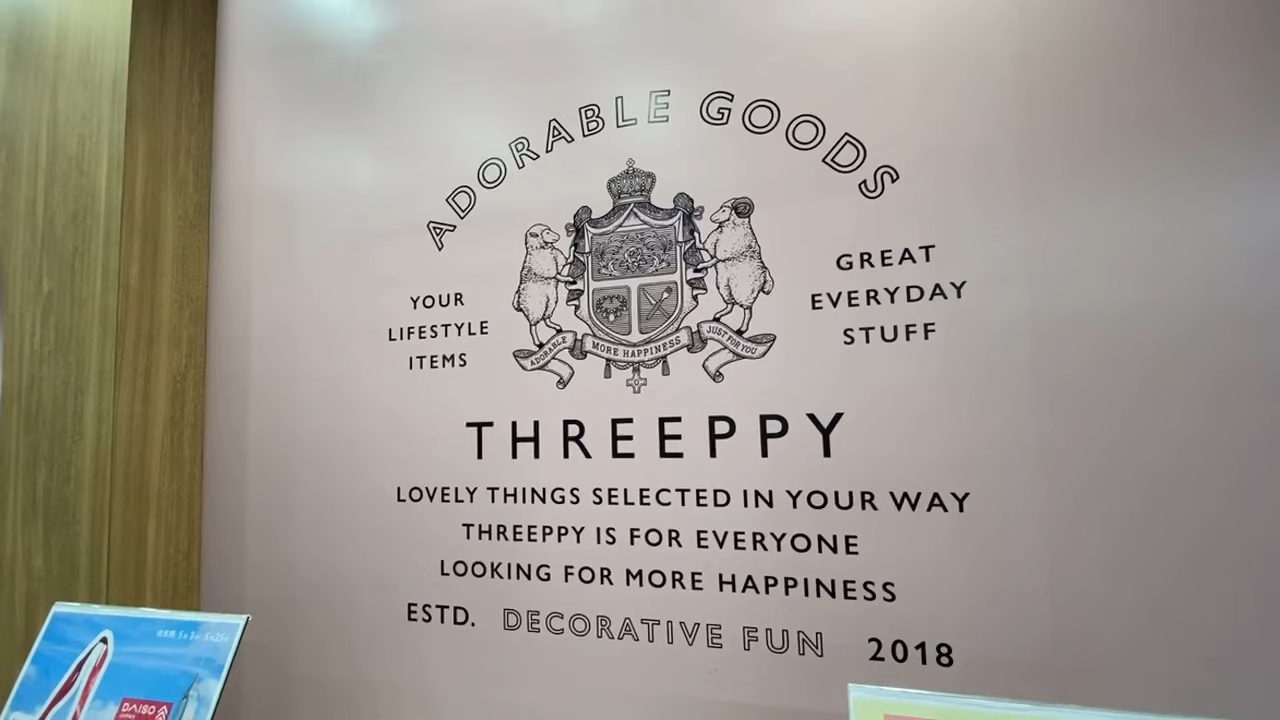 ADORABLE GOODS
YOUR
LIFESTYLE
ITEMS
GREAT
EVERYDAY
STUFF
ADORABLE
MORE HAPPINESS
JUST FOR YOU
THREEPPY
LOVELY THINGS SELECTED IN YOUR WAY
THREEPPY IS FOR EVERYONE
LOOKING FOR MORE HAPPINESS
ESTD. DECORATIVE FUN 2018
DAISO